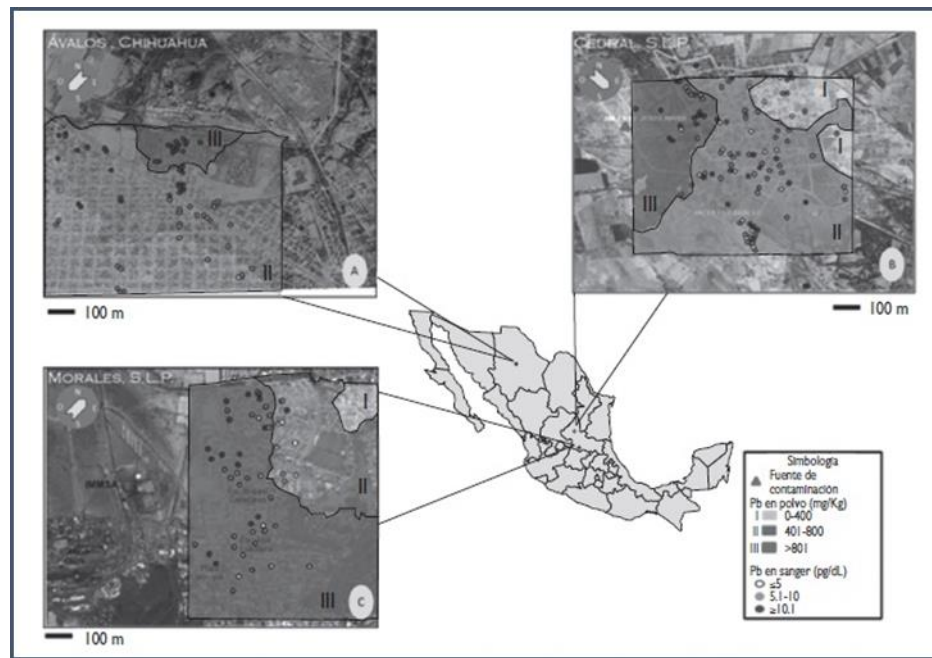 ÁVALOS, CHIHUAHUA
III
II
A
100 m
CEDRAL, S.L.P.
I
I
III
II
B
100 m
MORALES, S.L.P.
IMMSA
I
II
III
C
100 m
Simbología
Fuente de
contaminación
Pb en polvo (mg/Kg)
I 0-400
II 401-800
III >801
Pb en sanger (pg/dL)
≤5
5.1-10
≥10.1